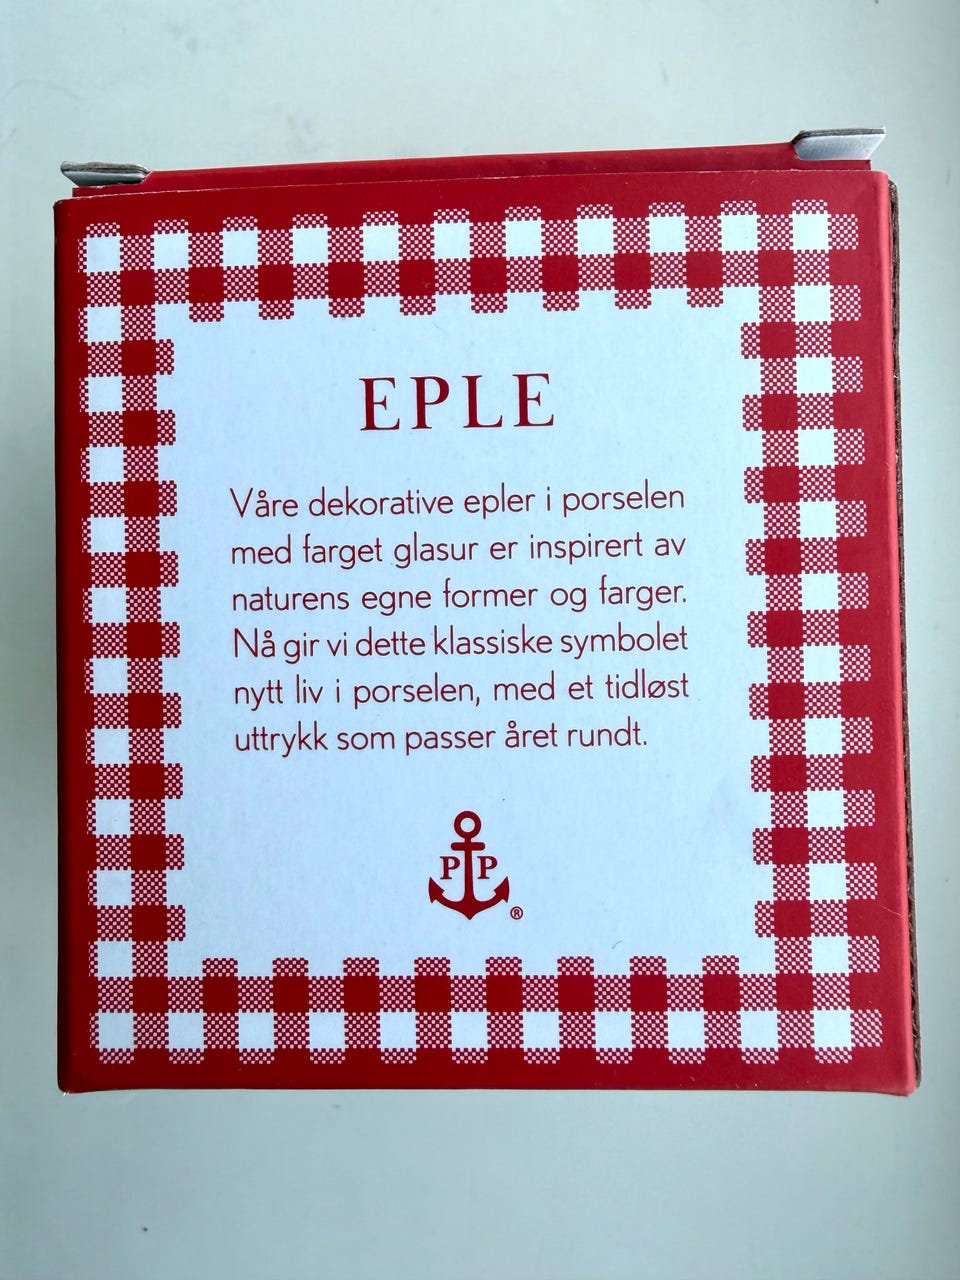 EPLE
Våre dekorative epler i porselen
med farget glasur er inspirert av
naturens egne former og farger.
Nå gir vi dette klassiske symbolet
nytt liv i porselen, med et tidløst
uttrykk som passer året rundt.
P P
®